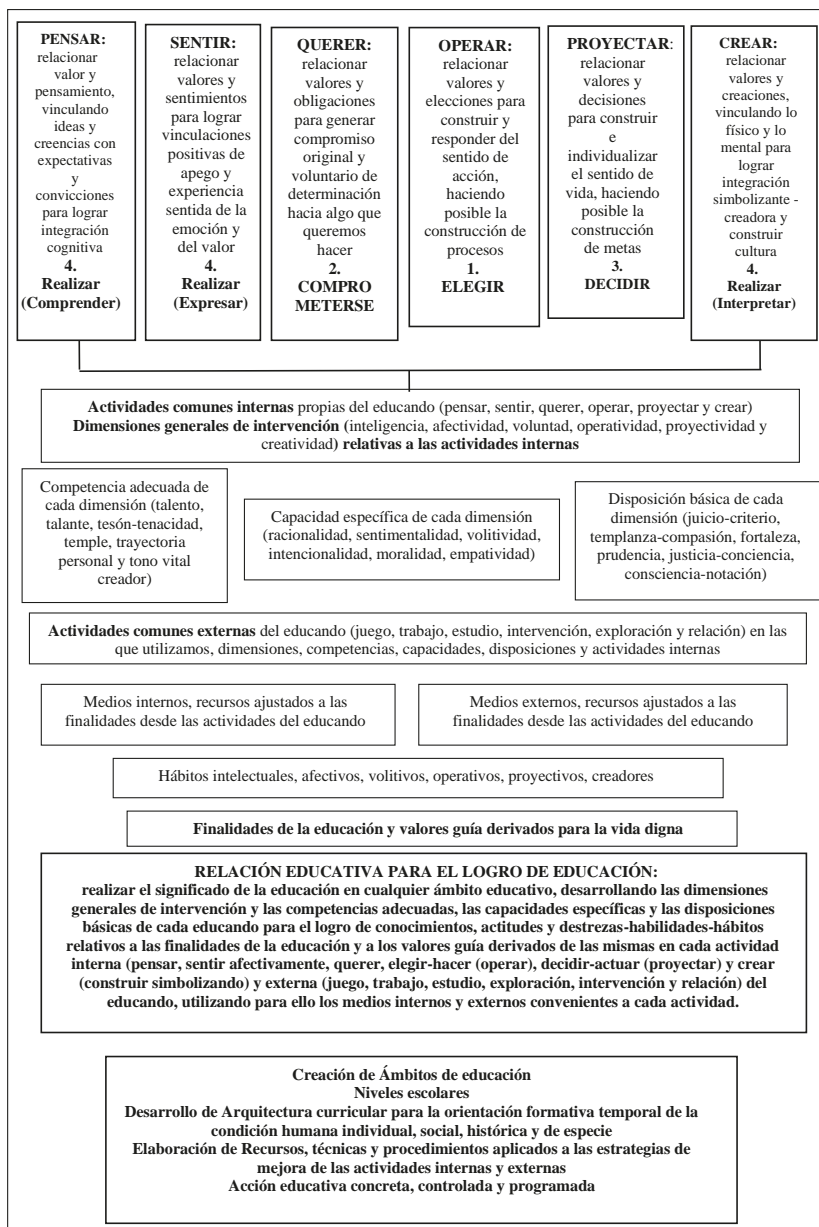 PENSAR:
relacionar
valor y
pensamiento,
vinculando
ideas y
creencias con
expectativas
y
convicciones
para lograr
integración
cognitiva
4.
Realizar
(Comprender)
SENTIR:
relacionar
valores y
sentimientos
para lograr
vinculaciones
positivas de
apego y
experiencia
sentida de la
emoción y
del valor
4.
Realizar
(Expresar)
QUERER:
relacionar
valores y
obligaciones
para generar
compromiso
original y
voluntario de
determinación
hacia algo que
queremos
hacer
2.
COMPRO
METERSE
OPERAR:
relacionar
valores y
elecciones para
construir y
responder del
sentido de
acción,
haciendo
posible la
construcción de
procesos
1.
ELEGIR
PROYECTAR:
relacionar
valores y
decisiones
para construir
e
individualizar
el sentido de
vida, haciendo
posible la
construcción
de metas
3.
DECIDIR
CREAR:
relacionar
valores y
creaciones,
vinculando lo
físico y lo
mental para
lograr
integración
simbolizante -
creadora y
construir
cultura
4.
Realizar
(Interpretar)
Actividades comunes internas propias del educando (pensar, sentir, querer, operar, proyectar y crear)
Dimensiones generales de intervención (inteligencia, afectividad, voluntad, operatividad, proyectividad y
creatividad) relativas a las actividades internas
Competencia adecuada de
cada dimensión (talento,
talante, tesón-tenacidad,
temple, trayectoria
personal y tono vital
creador)
Capacidad específica de cada dimensión
(racionalidad, sentimentalidad, volitividad,
intencionalidad, moralidad, empatividad)
Disposición básica de cada
dimensión (juicio-criterio,
templanza-compasión, fortaleza,
prudencia, justicia-conciencia,
consciencia-notación)
Actividades comunes externas del educando (juego, trabajo, estudio, intervención, exploración y relación) en las
que utilizamos, dimensiones, competencias, capacidades, disposiciones y actividades internas
Medios internos, recursos ajustados a las
finalidades desde las actividades del educando
Medios externos, recursos ajustados a las
finalidades desde las actividades del educando
Hábitos intelectuales, afectivos, volitivos, operativos, proyectivos, creadores
Finalidades de la educación y valores guía derivados para la vida digna
RELACIÓN EDUCATIVA PARA EL LOGRO DE EDUCACIÓN:
realizar el significado de la educación en cualquier ámbito educativo, desarrollando las dimensiones
generales de intervención y las competencias adecuadas, las capacidades específicas y las disposiciones
básicas de cada educando para el logro de conocimientos, actitudes y destrezas-habilidades-hábitos
relativos a las finalidades de la educación y a los valores guía derivados de las mismas en cada actividad
interna (pensar, sentir afectivamente, querer, elegir-hacer (operar), decidir-actuar (proyectar) y crear
(construir simbolizando) y externa (juego, trabajo, estudio, exploración, intervención y relación) del
educando, utilizando para ello los medios internos y externos convenientes a cada actividad.
Creación de Ámbitos de educación
Niveles escolares
Desarrollo de Arquitectura curricular para la orientación formativa temporal de la
condición humana individual, social, histórica y de especie
Elaboración de Recursos, técnicas y procedimientos aplicados a las estrategias de
mejora de las actividades internas y externas
Acción educativa concreta, controlada y programada